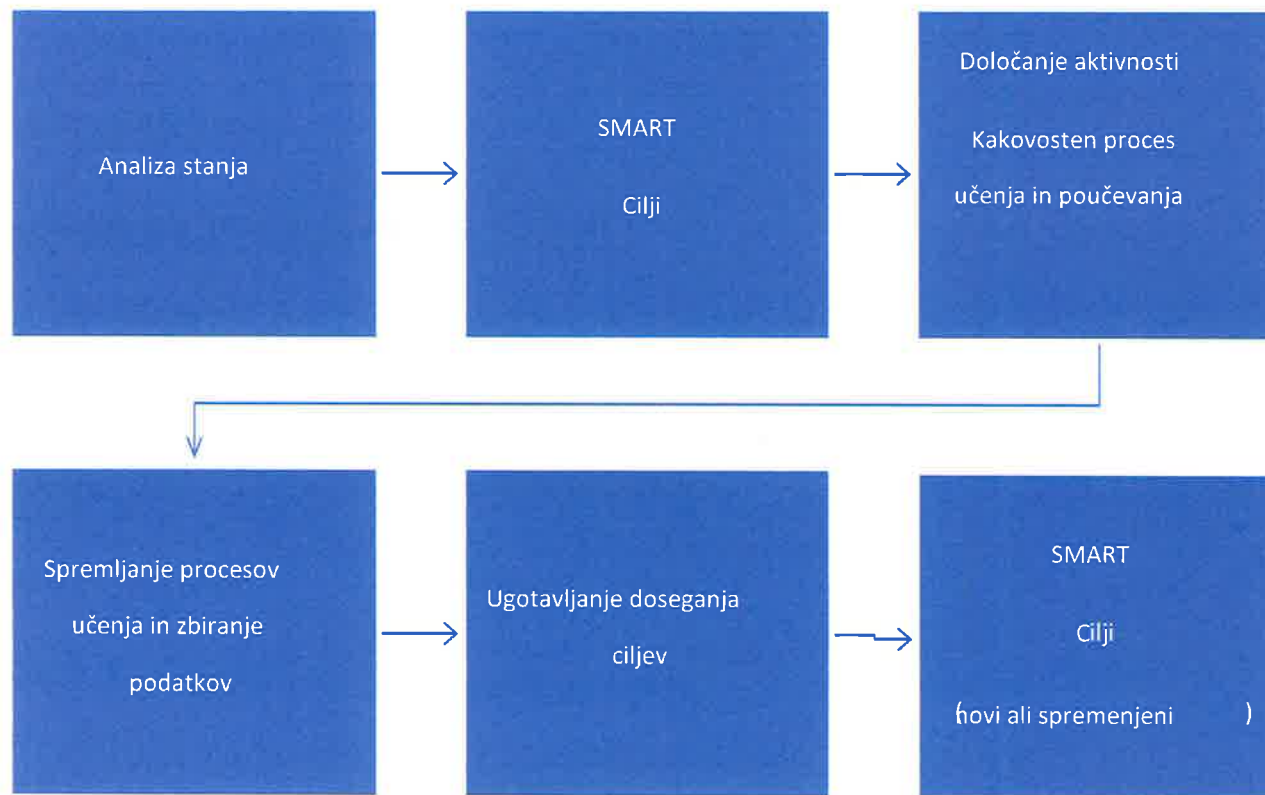 Analiza stanja
SMART
Cilji
Določanje aktivnosti
Kakovosten proces
učenja in poučevanja
Spremljanje procesov
učenja in zbiranje
podatkov
Ugotavljanje doseganja
ciljev
SMART
Cilji
(novi ali spremenjeni )